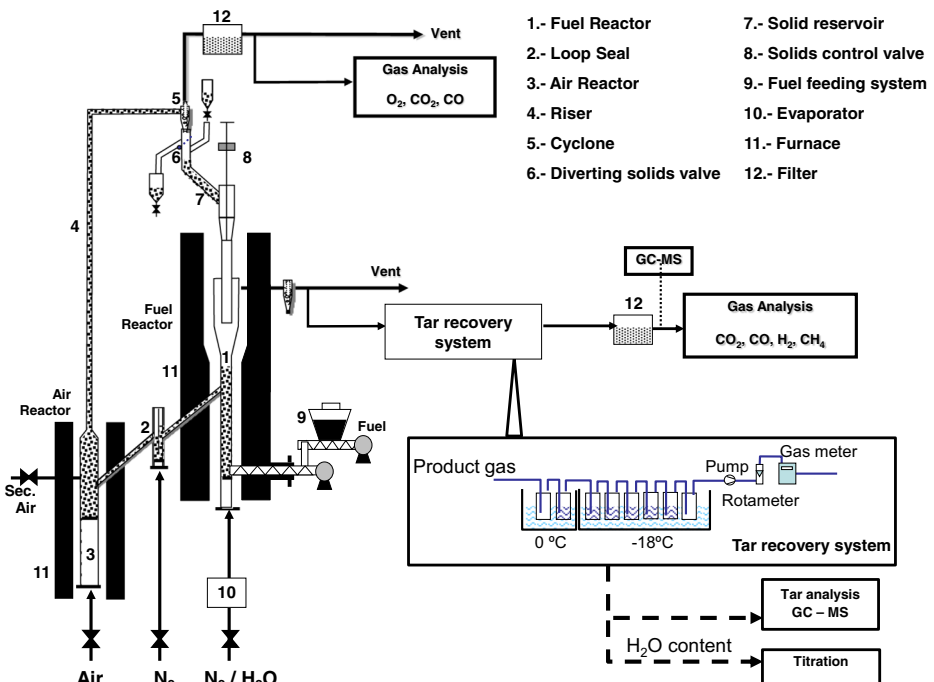 12
Vent
Gas Analysis
O2, CO2, CO
1.- Fuel Reactor
2.- Loop Seal
3.- Air Reactor
4.- Riser
5.- Cyclone
6.- Diverting solids valve
7.- Solid reservoir
8.- Solids control valve
9.- Fuel feeding system
10.- Evaporator
11.- Furnace
12.- Filter
5
6
8
7
4
Vent
Fuel
Reactor
11
1
Tar recovery
system
GC-MS
12
Gas Analysis
CO2, CO, H2, CH4
Air
Reactor
2
9
Fuel
Sec.
Air
3
11
10
Air
N2
N2 / H2O
Product gas
Pump
Gas meter
Rotameter
0 ºC
-18ºC
Tar recovery system
Tar analysis
GC – MS
H2O content
Titration